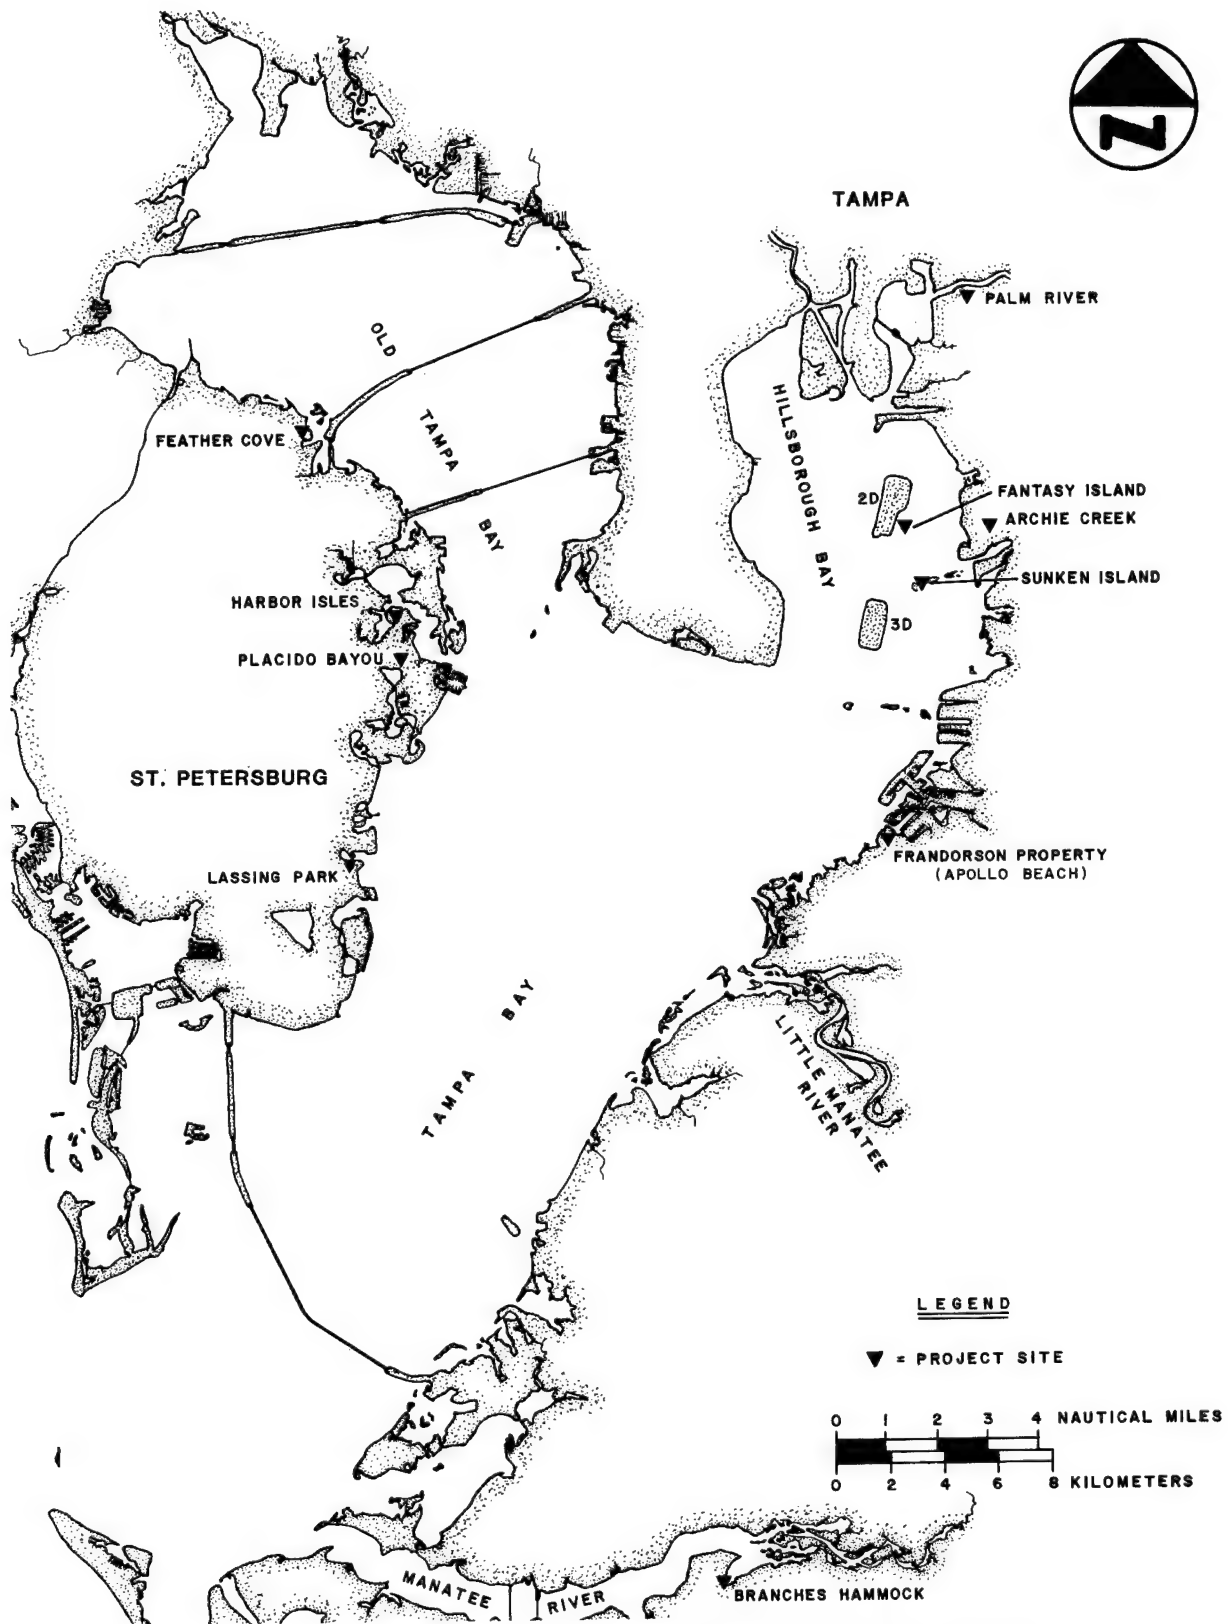 N
TAMPA
PALM RIVER
OLD
TAMPA
BAY
HILLSBOROUGH BAY
FEATHER COVE
2D
FANTASY ISLAND
ARCHIE CREEK
SUNKEN ISLAND
HARBOR ISLES
3D
PLACIDO BAYOU
ST. PETERSBURG
FRANDORSON PROPERTY
(APOLLO BEACH)
LASSING PARK
TAMPA BAY
LITTLE MANATEE
RIVER
LEGEND
▼ = PROJECT SITE
0 1 2 3 4 NAUTICAL MILES
0 2 4 6 8 KILOMETERS
MANATEE RIVER
BRANCHES HAMMOCK